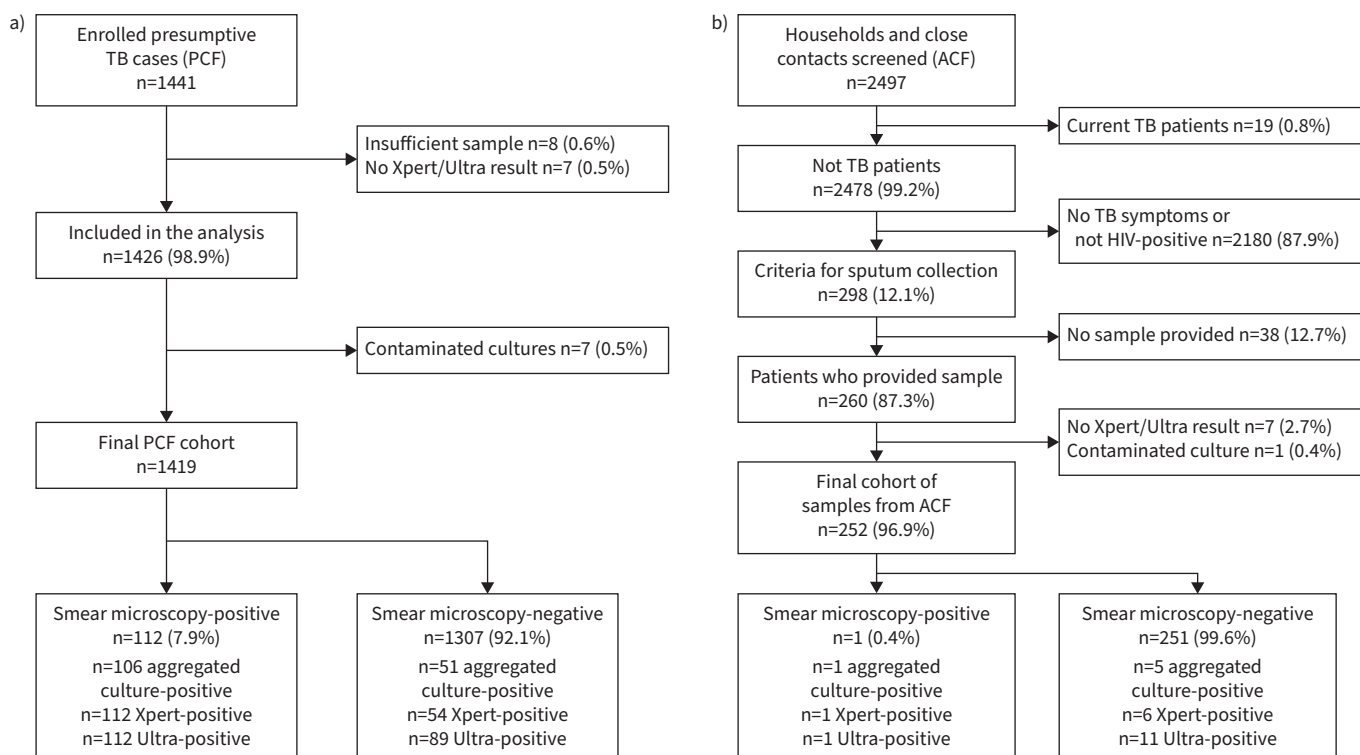 a)
Enrolled presumptive
TB cases (PCF)
n=1441
Insufficient sample n=8 (0.6%)
No Xpert/Ultra result n=7 (0.5%)
Included in the analysis
n=1426 (98.9%)
Contaminated cultures n=7 (0.5%)
Final PCF cohort
n=1419
Smear microscopy-positive
n=112 (7.9%)
n=106 aggregated
culture-positive
n=112 Xpert-positive
n=112 Ultra-positive
Smear microscopy-negative
n=1307 (92.1%)
n=51 aggregated
culture-positive
n=54 Xpert-positive
n=89 Ultra-positive
b)
Households and close
contacts screened (ACF)
n=2497
Current TB patients n=19 (0.8%)
Not TB patients
n=2478 (99.2%)
No TB symptoms or
not HIV-positive n=2180 (87.9%)
Criteria for sputum collection
n=298 (12.1%)
No sample provided n=38 (12.7%)
Patients who provided sample
n=260 (87.3%)
No Xpert/Ultra result n=7 (2.7%)
Contaminated culture n=1 (0.4%)
Final cohort of
samples from ACF
n=252 (96.9%)
Smear microscopy-positive
n=1 (0.4%)
n=1 aggregated
culture-positive
n=1 Xpert-positive
n=1 Ultra-positive
Smear microscopy-negative
n=251 (99.6%)
n=5 aggregated
culture-positive
n=6 Xpert-positive
n=11 Ultra-positive